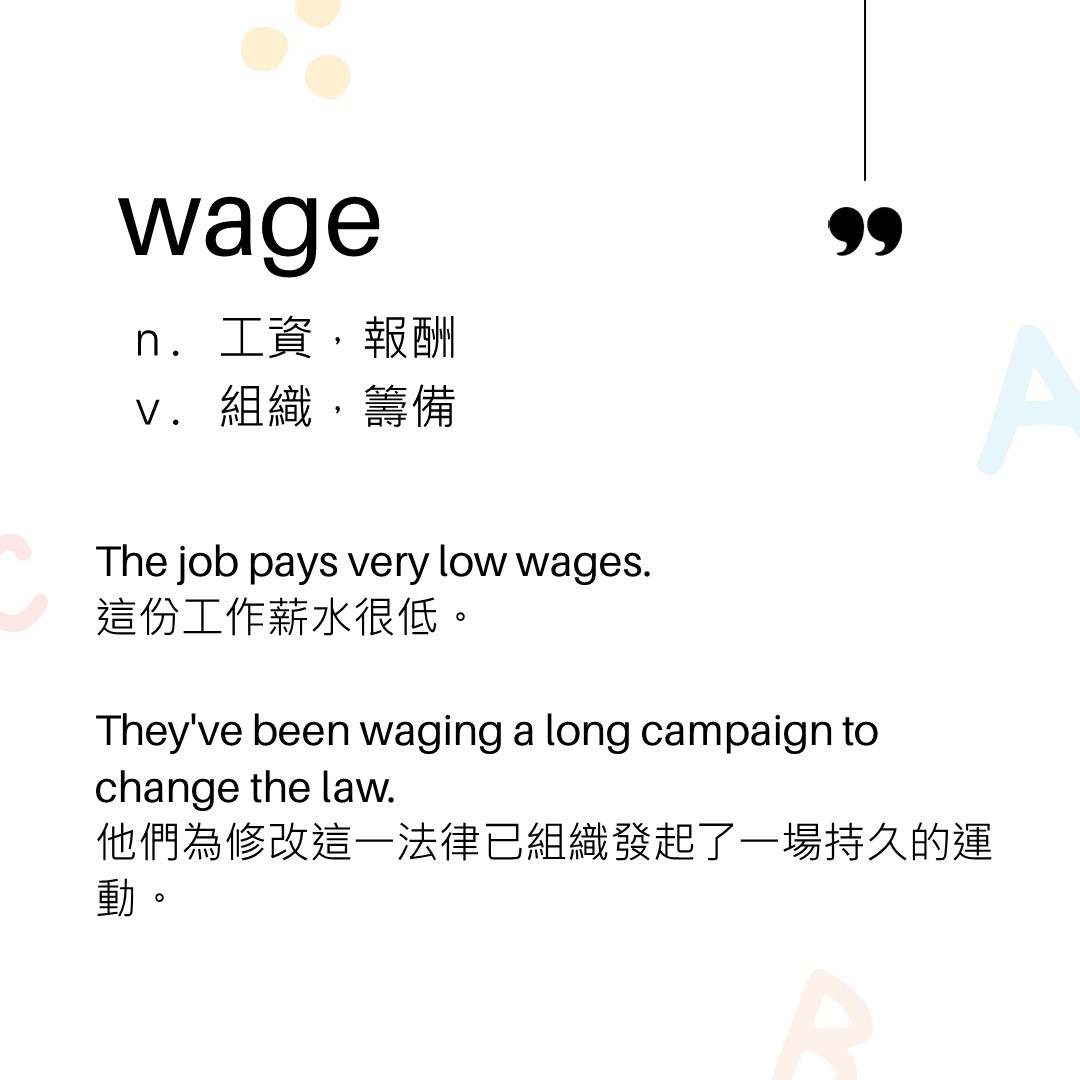 wage
”
n. 工資，報酬
v. 組織，籌備
The job pays very low wages.
這份工作薪水很低。
They've been waging a long campaign to
change the law.
他們為修改這一法律已組織發起了一場持久的運
動。
A
C
B